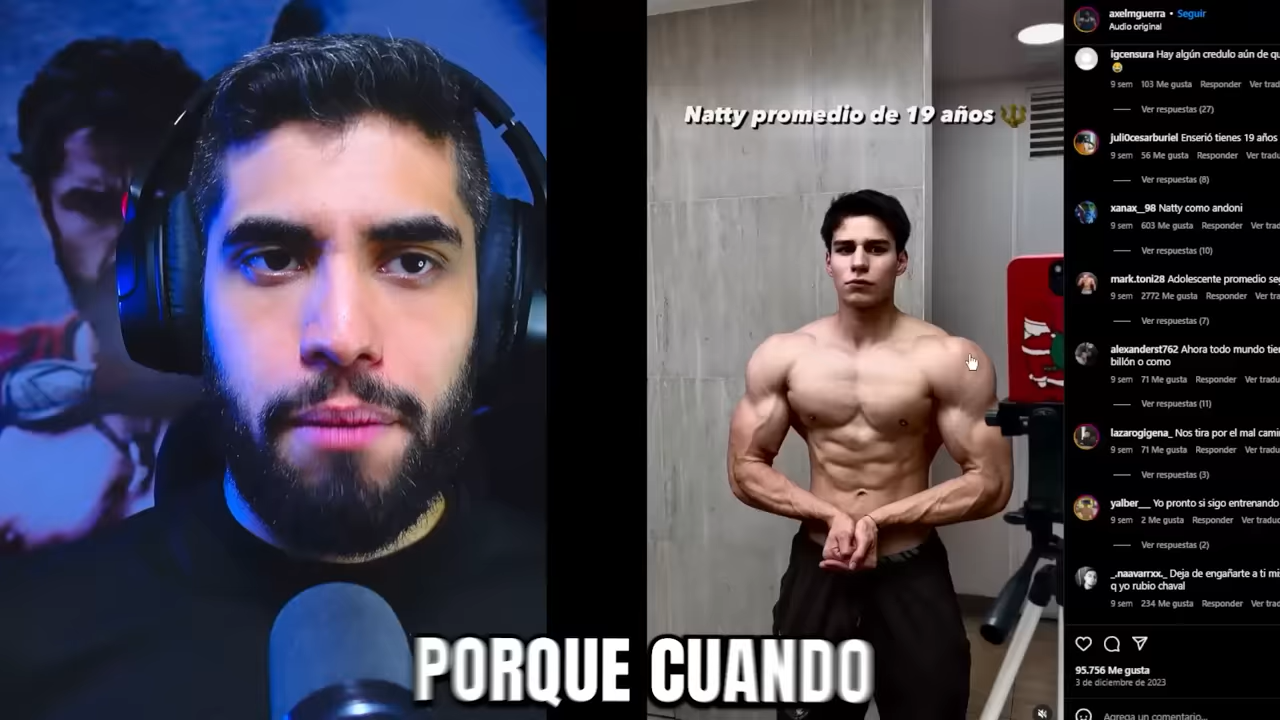 axelmguerra • Seguir
Audio original
Natty promedio de 19 años
igcensura Hay algún credulo aún de qu
9 sem 103 Me gusta Responder Ver trad
Ver respuestas (27)
juli0cesarburiel Enserió tienes 19 años
9 sem 56 Me gusta Responder Ver tradu
Ver respuestas (8)
xanax__98 Natty como andoni
9 sem 603 Me gusta Responder Ver tra
Ver respuestas (10)
mark.toni28 Adolescente promedio se
9 sem 2772 Me gusta Responder Ver tra
Ver respuestas (7)
alexanderst762 Ahora todo mundo tie
billón o como
9 sem 71 Me gusta Responder Ver tradu
Ver respuestas (11)
lazarogigena_ Nos tira por el mal cami
9 sem 71 Me gusta Responder Ver tradu
Ver respuestas (3)
yalber___ Yo pronto si sigo entrenando
9 sem 2 Me gusta Responder Ver traduc
Ver respuestas (2)
_.naavarrxx._ Deja de engañarte a ti mi
q yo rubio chaval
9 sem 234 Me gusta Responder Ver tra
95.756 Me gusta
3 de diciembre de 2023
Agrega un comentario...
PORQUE CUANDO